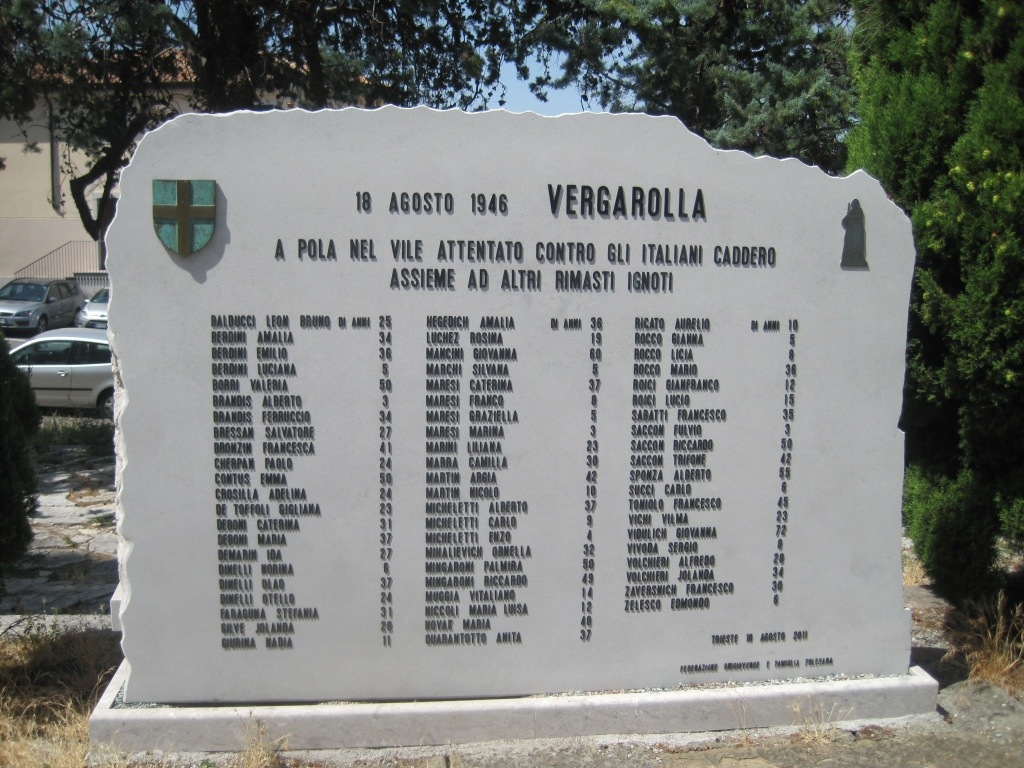 18 AGOSTO 1946 VERGAROLLA
A POLA NEL VILE ATTENTATO CONTRO GLI ITALIANI CADDERO
ASSIEME AD ALTRI RIMASTI IGNOTI
BALDUCCI LEON BRUNO DI ANNI 25
BERDINI AMALIA 34
BERDINI EMILIO 36
BERDINI LUCIANA 5
BORRI VALERIA 50
BRANDIS ALBERTO 3
BRANDIS FERRUCCIO 34
BRESSAN SALVATORE 27
BRONZIN FRANCESCA 41
CHERPAN PAOLO 24
CONTUS EMMA 50
CROSILLA ADELINA 24
DE TOFFOLI GIGLIANA 23
DEBONI CATERINA 31
DEBONI MARIA 37
DEMARIN IDA 27
DINELLI NORINA 6
DINELLI OLAO 37
DINELLI OTELLO 24
FARAGUNA STEFANIA 31
GILVE JOLANDA 20
GIURINA NADIA 11
HEGEDICH AMALIA DI ANNI 36
LUCHEZ ROSINA 19
MANCINI GIOVANNA 60
MARCHI SILVANA 5
MARESI CATERINA 37
MARESI FRANCO 8
MARESI GRAZIELLA 5
MARESI MARINA 3
MARINI LILIANA 23
MARRA CAMILLA 30
MARTIN ARGIA 42
MARTIN NICOLO 10
MICHELETTI ALBERTO 37
MICHELETTI CARLO 9
MICHELETTI ENZO 4
MIHALIEVICH ORNELLA 32
MINGARONI PALMIRA 50
MINGARONI RICCARDO 49
MUGGIA VITALIANO 14
NICCOLI MARIA LUISA 12
NOVAK MARIA 40
QUARANTOTTO ANITA 37
RICATO AURELIO DI ANNI 10
ROCCO GIANNA 5
ROCCO LICIA 8
ROCCO MARIO 36
ROICI GIANFRANCO 12
ROICI LUCIO 15
SABATTI FRANCESCO 35
SACCON FULVIO 3
SACCON RICCARDO 50
SACCON TRIFONE 42
SPONZA ALBERTO 55
SUCCI CARLO 6
TONIOLO FRANCESCO 45
VICHI VILMA 23
VIDULICH GIOVANNA 72
VIVODA SERGIO 8
VOLCHIERI ALFREDO 20
VOLCHIERI JOLANDA 34
ZAVERSNICH FRANCESCO 30
ZELESCO EDMONDO 6
TRIESTE 18 AGOSTO 2011
FEDERAZIONE GRIGIOVERDE E FAMIGLIA POLESANA